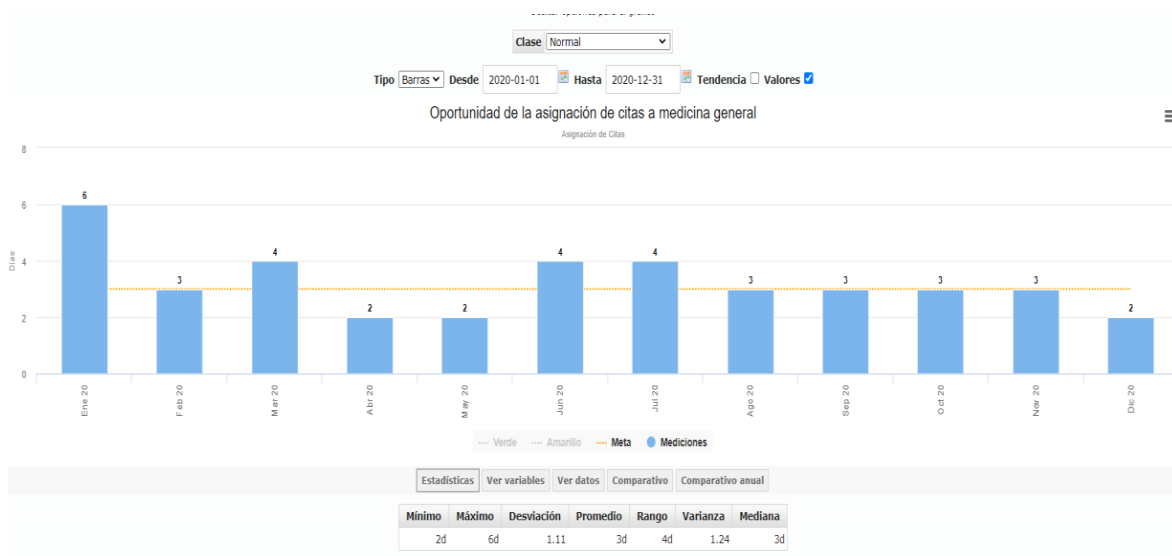 Clase Normal
Tipo Barras Desde 2020-01-01 Hasta 2020-12-31 Tendencia Valores
Oportunidad de la asignación de citas a medicina general
Asignación de Citas
Días
8
6
4
2
0
6
3
4
2
2
4
4
3
3
3
3
2
Ene 20
Feb 20
Mar 20
Abr 20
May 20
Jun 20
Jul 20
Ago 20
Sep 20
Oct 20
Nov 20
Dic 20
Verde Amarillo Meta Mediciones
Estadísticas Ver variables Ver datos Comparativo Comparativo anual
Mínimo Máximo Desviación Promedio Rango Varianza Mediana
2d 6d 1.11 3d 4d 1.24 3d